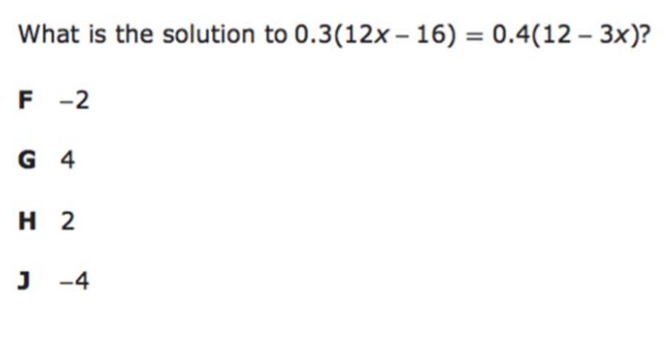 What is the solution to 0.3(12x – 16) = 0.4(12 – 3x)?
F –2
G 4
H 2
J –4